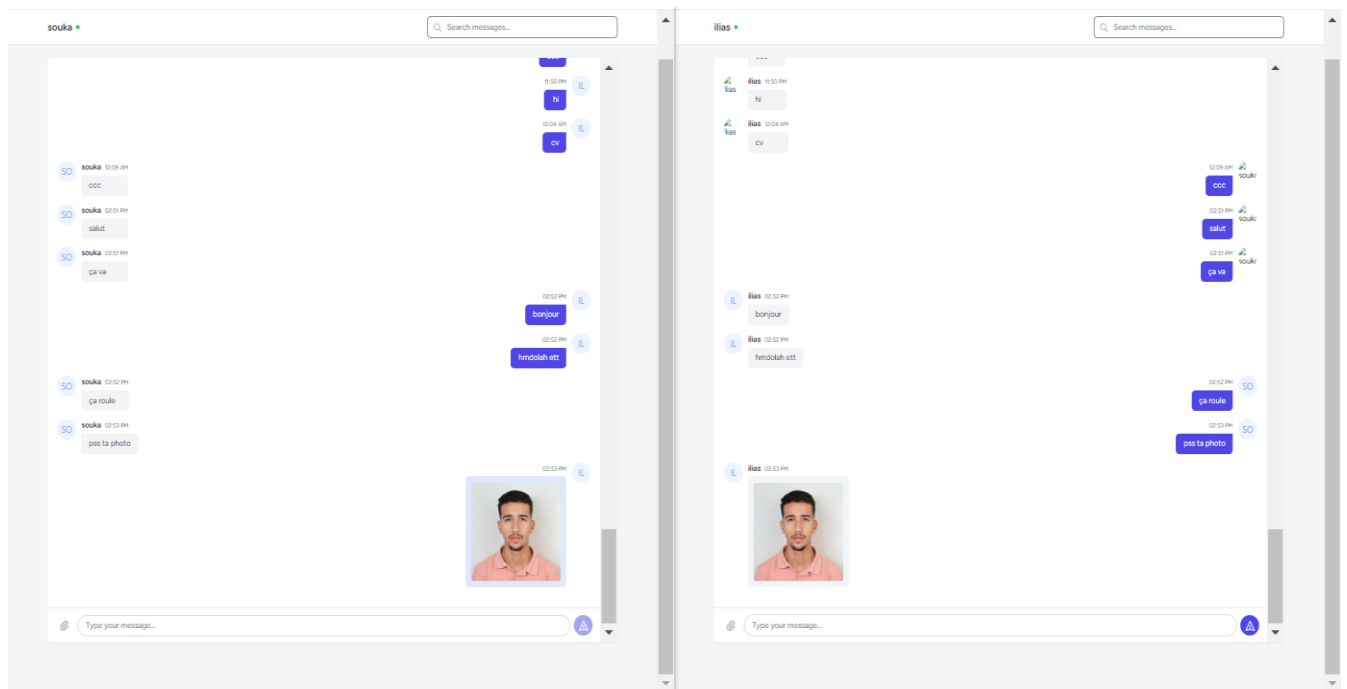 souka
Search messages...
11:50 PM
IL
hi
12:04 AM
IL
cv
souka 12:09 AM
SO
ccc
souka 02:51 PM
SO
salut
souka 02:51 PM
SO
ça va
02:52 PM
IL
bonjour
02:52 PM
IL
hmdolah ett
souka 02:52 PM
SO
ça roule
souka 02:53 PM
SO
pss ta photo
02:53 PM
IL
Type your message...
ilias
Search messages...
ccc
ilias 11:50 PM
ilias
hi
ilias 12:04 AM
ilias
cv
12:09 AM
ccc
02:51 PM
salut
02:51 PM
ça va
ilias 02:52 PM
IL
bonjour
ilias 02:52 PM
IL
hmdolah ett
02:52 PM
SO
ça roule
02:53 PM
SO
pss ta photo
ilias 02:53 PM
IL
Type your message...